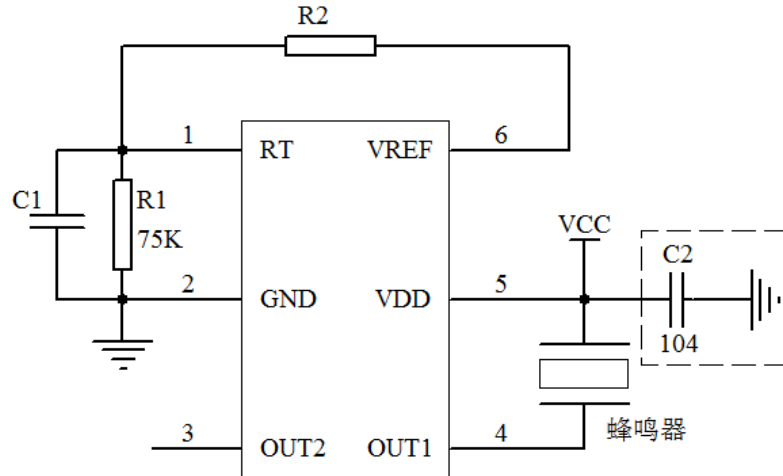 R2
1
RT
VREF
6
C1
R1
75K
VCC
C2
2
GND
VDD
5
104
3
OUT2
OUT1
4
蜂鸣器